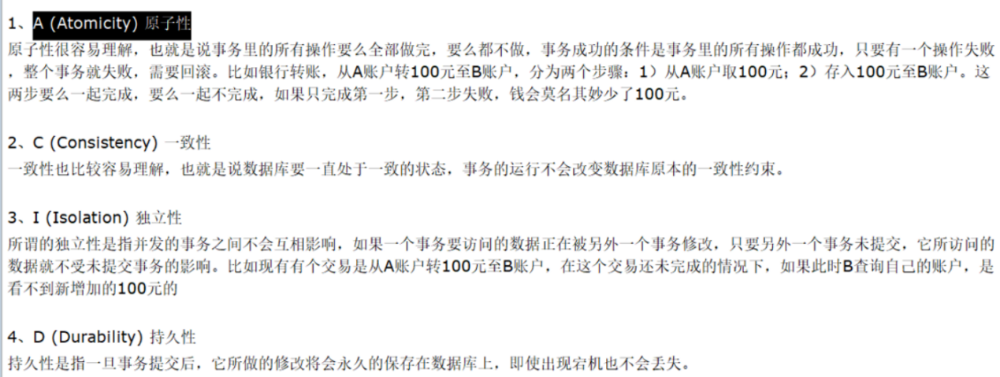 1、A (Atomicity) 原子性
原子性很容易理解，也就是说事务里的所有操作要么全部做完，要么都不做，事务成功的条件是事务里的所有操作都成功，只要有一个操作失败
，整个事务就失败，需要回滚。比如银行转账，从A账户转100元至B账户，分为两个步骤：1）从A账户取100元；2）存入100元至B账户。这
两步要么一起完成，要么一起不完成，如果只完成第一步，第二步失败，钱会莫名其妙少了100元。
2、C (Consistency) 一致性
一致性也比较容易理解，也就是说数据库要一直处于一致的状态，事务的运行不会改变数据库原本的一致性约束。
3、I (Isolation) 独立性
所谓的独立性是指并发的事务之间不会互相影响，如果一个事务要访问的数据正在被另外一个事务修改，只要另外一个事务未提交，它所访问的
数据就不受未提交事务的影响。比如现有有个交易是从A账户转100元至B账户，在这个交易还未完成的情况下，如果此时B查询自己的账户，是
看不到新增加的100元的
4、D (Durability) 持久性
持久性是指一旦事务提交后，它所做的修改将会永久的保存在数据库上，即使出现宕机也不会丢失。